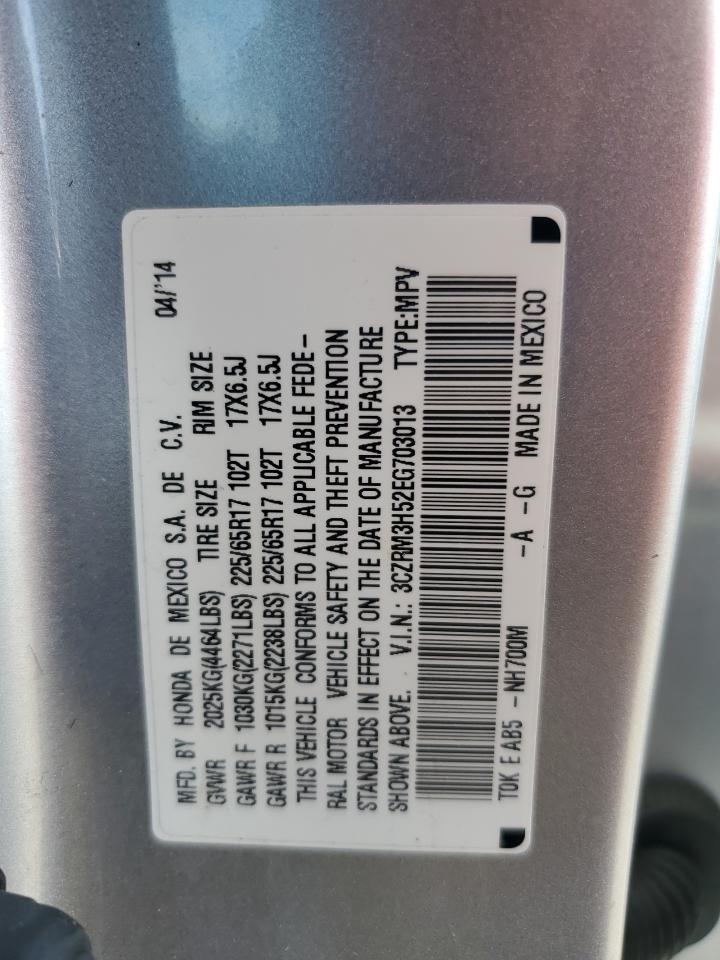 MFD. BY HONDA DE MEXICO S.A. DE C.V. 04/'14
GVWR 2025KG(4464LBS) TIRE SIZE RIM SIZE
GAWR F 1030KG(2271LBS) 225/65R17 102T 17X6.5J
GAWR R 1015KG(2238LBS) 225/65R17 102T 17X6.5J
THIS VEHICLE CONFORMS TO ALL APPLICABLE FEDE-
RAL MOTOR VEHICLE SAFETY AND THEFT PREVENTION
STANDARDS IN EFFECT ON THE DATE OF MANUFACTURE
SHOWN ABOVE. V.I.N.: 3CZRM3H52EG703013 TYPE:MPV
T0K E AB5 -NH700M -A -G MADE IN MEXICO